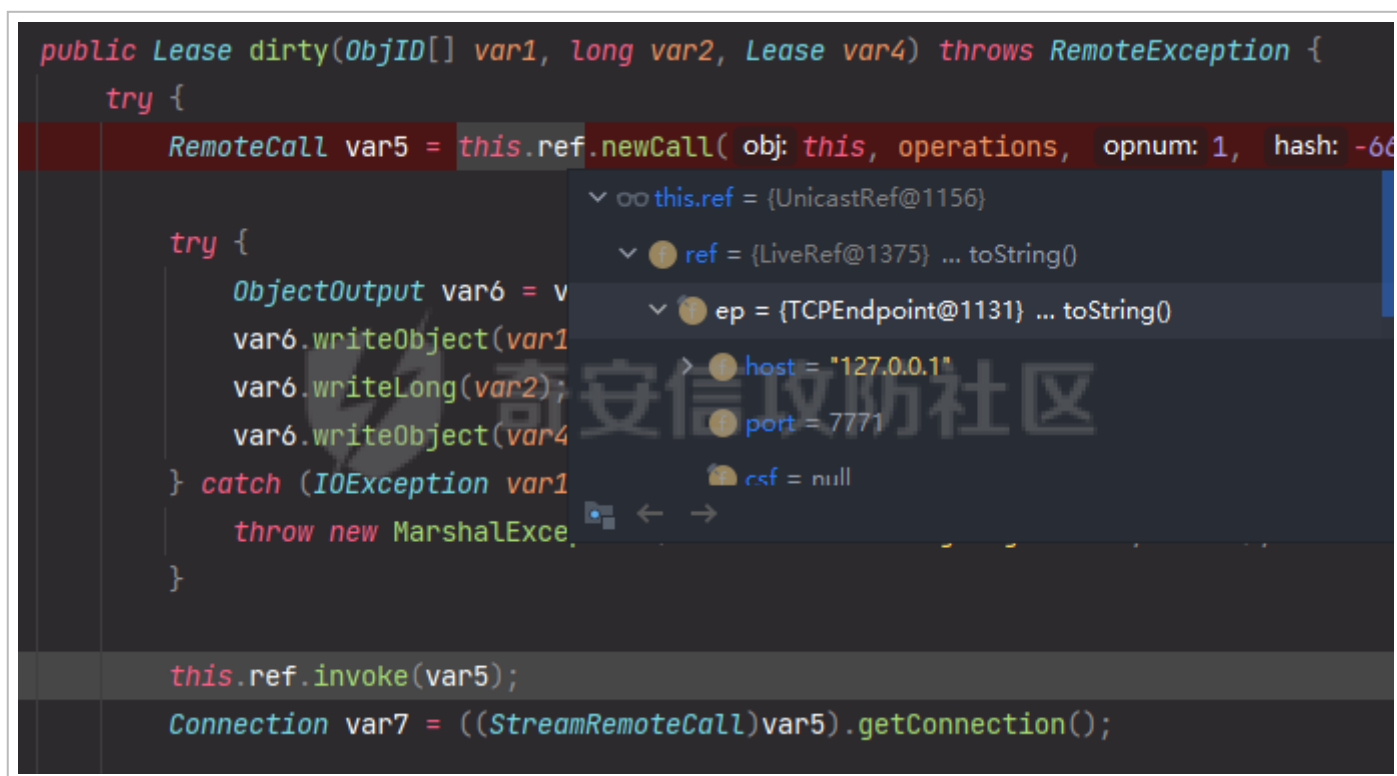 public Lease dirty(ObjID[] var1, long var2, Lease var4) throws RemoteException {
try {
RemoteCall var5 = this.ref.newCall( obj: this, operations, opnum: 1, hash: -66
this.ref = {UnicastRef@1156}
try {
ref = {LiveRef@1375} ... toString()
ObjectOutput var6 = v
ep = {TCPEndpoint@1131} ... toString()
var6.writeObject(var1
host = "127.0.0.1"
var6.writeLong(var2);
port = 7771
奇安信攻防社区
var6.writeObject(var4
} catch (IOException var1
csf = null
throw new MarshalExce
}
this.ref.invoke(var5);
Connection var7 = ((StreamRemoteCall)var5).getConnection();